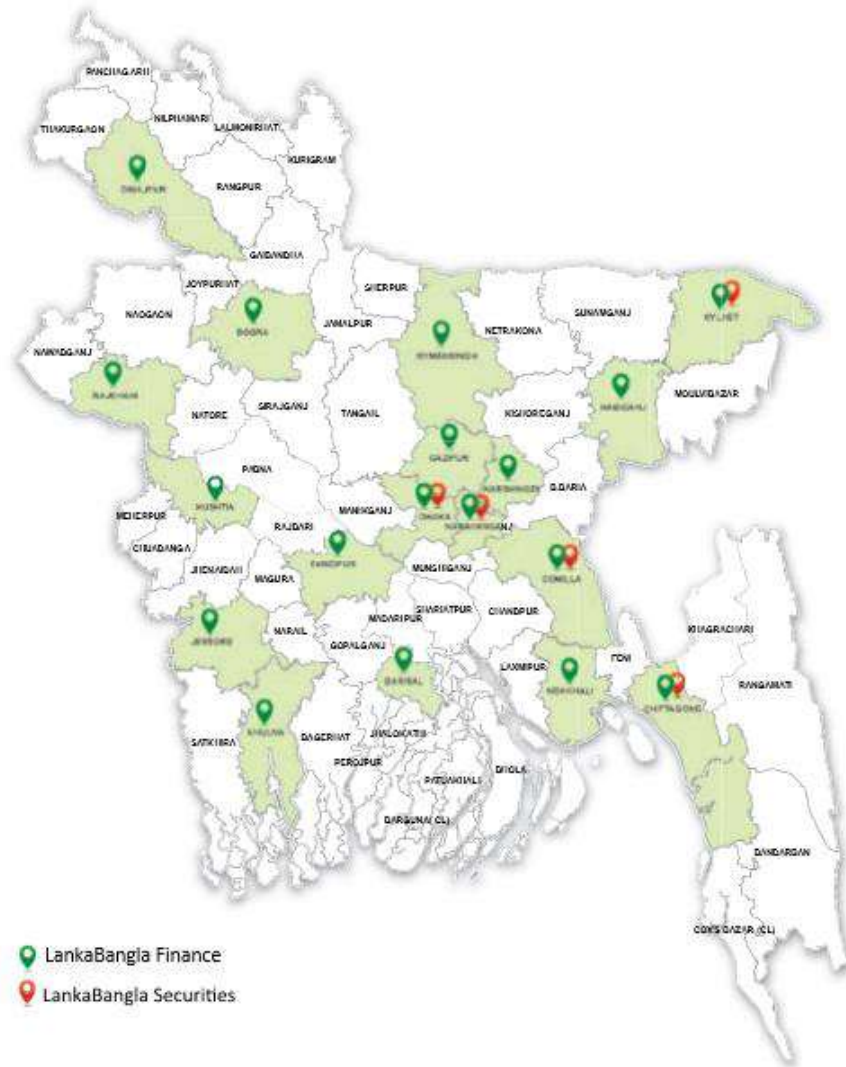 PANCHAGARH
THAKURGAON
NILPHAMARI
LALMONIRHAT
KURIGRAM
DINAJPUR
RANGPUR
GAIBANDHA
JOYPURHAT
SHERPUR
NAOGAON
BOGRA
JAMALPUR
NETRAKONA
SUNAMGANJ
SYLHET
NAWABGANJ
MYMENSINGH
RAJSHAHI
NATORE
SIRAJGANJ
TANGAIL
KISHOREGANJ
HABIGANJ
MOULVIBAZAR
GAZIPUR
PABNA
NARSHINGDI
B.BARIA
KUSHTIA
MANIKGANJ
DHAKA
NARAYANGANJ
MEHERPUR
RAJBARI
CHUADANGA
JHENAIDAH
FARIDPUR
MUNSHIGANJ
COMILLA
MAGURA
SHARIATPUR
CHANDPUR
MADARIPUR
JESSORE
NARAIL
GOPALGANJ
KHAGRACHARI
FENI
LAXMIPUR
BARISAL
NOAKHALI
RANGAMATI
CHITTAGONG
KHULNA
SATKHIRA
BAGERHAT
JHALOKATHI
PEROJPUR
BHOLA
PATUAKHALI
BARGUNA (CL)
BANDARBAN
COX'S BAZAR (CL)
LankaBangla Finance
LankaBangla Securities